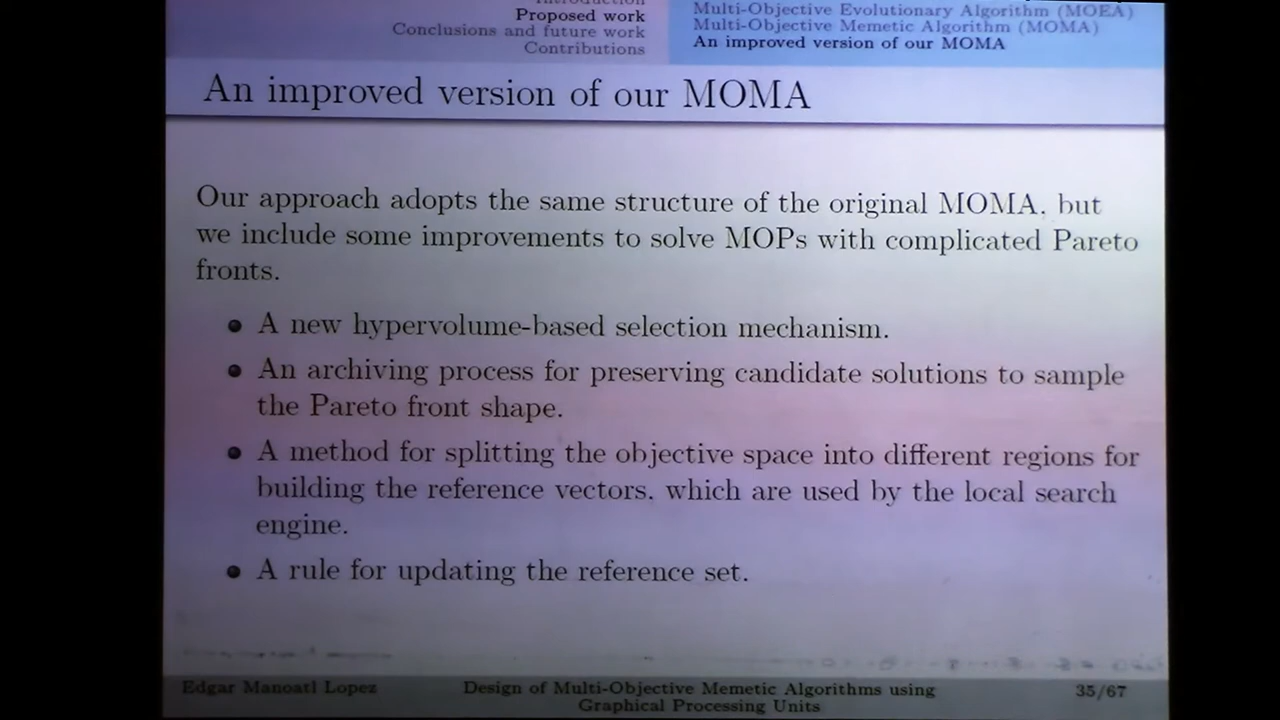 Introduction
Proposed work
Conclusions and future work
Contributions
Multi-Objective Evolutionary Algorithm (MOEA)
Multi-Objective Memetic Algorithm (MOMA)
An improved version of our MOMA
An improved version of our MOMA
Our approach adopts the same structure of the original MOMA, but
we include some improvements to solve MOPs with complicated Pareto
fronts.
A new hypervolume-based selection mechanism.
An archiving process for preserving candidate solutions to sample
the Pareto front shape.
A method for splitting the objective space into different regions for
building the reference vectors, which are used by the local search
engine.
A rule for updating the reference set.
Edgar Manoatl Lopez
Design of Multi-Objective Memetic Algorithms using
Graphical Processing Units
35/67